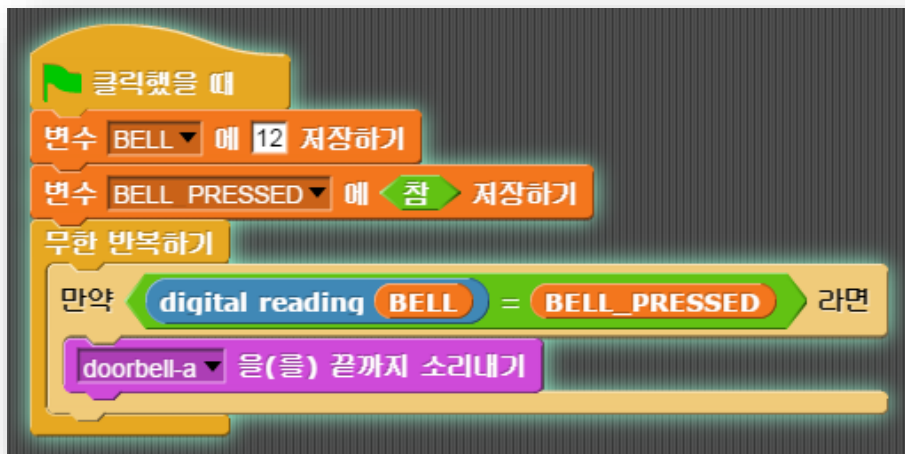 클릭했을 때
변수 BELL 에 12 저장하기
변수 BELL PRESSED 에 참 저장하기
무한 반복하기
만약 digital reading BELL = BELL_PRESSED 라면
doorbell-a 을(를) 끝까지 소리내기